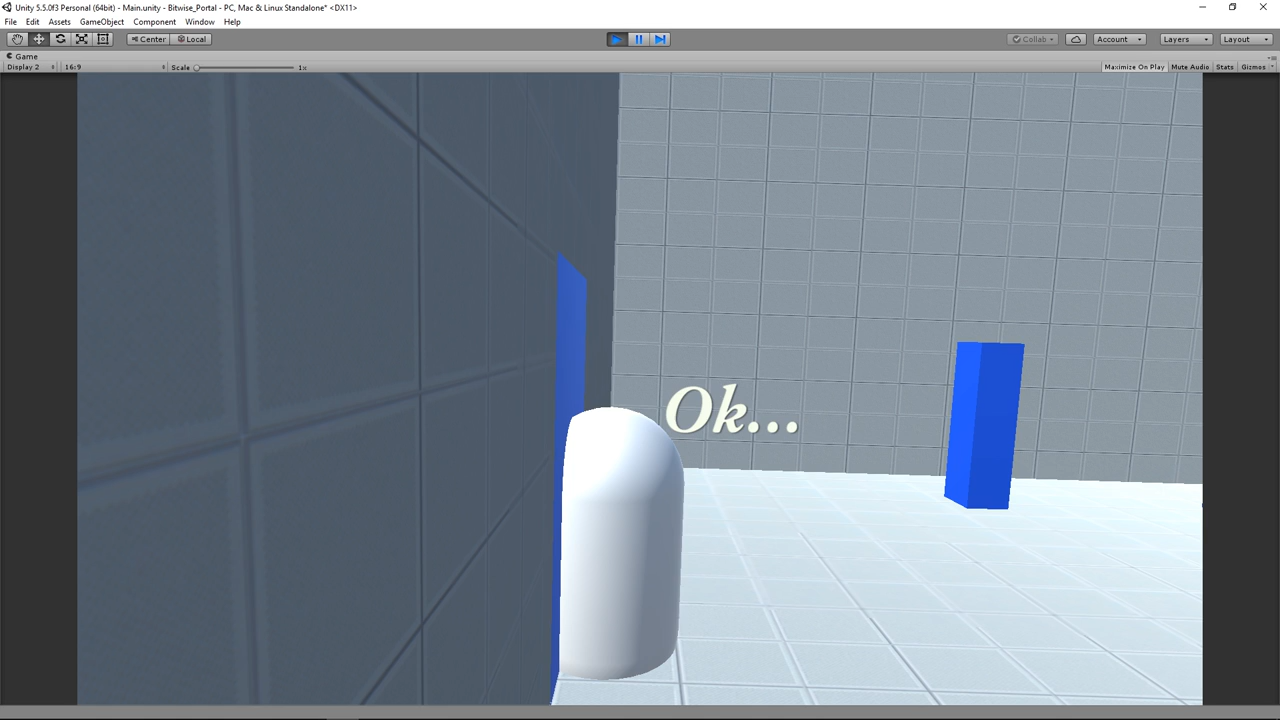 Unity 5.5.0f3 Personal (64bit) - Main.unity - Bitwise_Portal - PC, Mac & Linux Standalone* <DX11>
File Edit Assets GameObject Component Window Help
Center Local Collab Account Layers Layout
Game
Display 2 16:9 Scale 1x Maximize On Play Mute Audio Stats Gizmos
Ok...